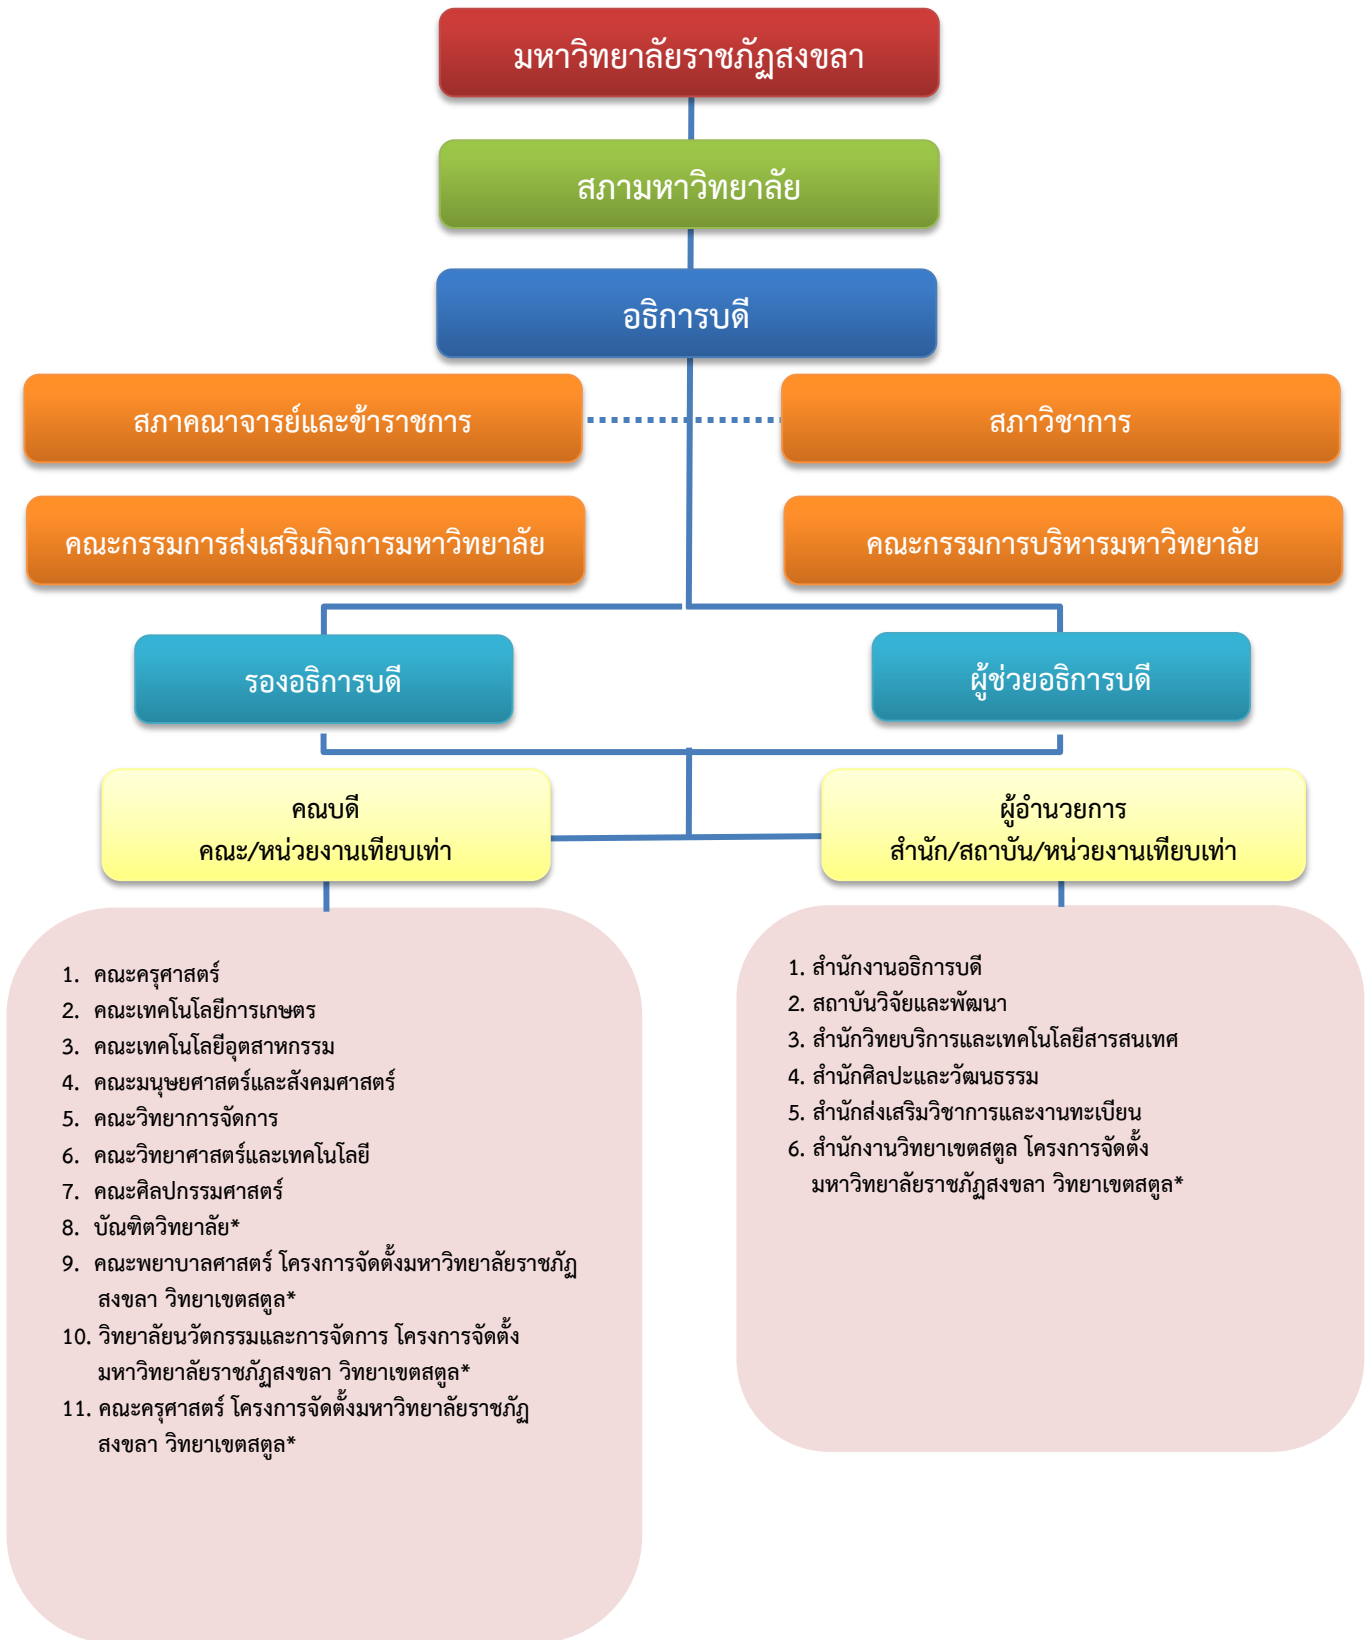 มหาวิทยาลัยราชภัฏสงขลา
สภามหาวิทยาลัย
อธิการบดี
สภาคณาจารย์และข้าราชการ
สภาวิชาการ
คณะกรรมการส่งเสริมกิจการมหาวิทยาลัย
คณะกรรมการบริหารมหาวิทยาลัย
รองอธิการบดี
ผู้ช่วยอธิการบดี
คณบดี
คณะ/หน่วยงานเทียบเท่า
ผู้อำนวยการ
สำนัก/สถาบัน/หน่วยงานเทียบเท่า
1. คณะครุศาสตร์
2. คณะเทคโนโลยีการเกษตร
3. คณะเทคโนโลยีอุตสาหกรรม
4. คณะมนุษยศาสตร์และสังคมศาสตร์
5. คณะวิทยาการจัดการ
6. คณะวิทยาศาสตร์และเทคโนโลยี
7. คณะศิลปกรรมศาสตร์
8. บัณฑิตวิทยาลัย*
9. คณะพยาบาลศาสตร์ โครงการจัดตั้งมหาวิทยาลัยราชภัฏ
สงขลา วิทยาเขตสตูล*
10. วิทยาลัยนวัตกรรมและการจัดการ โครงการจัดตั้ง
มหาวิทยาลัยราชภัฏสงขลา วิทยาเขตสตูล*
11. คณะครุศาสตร์ โครงการจัดตั้งมหาวิทยาลัยราชภัฏ
สงขลา วิทยาเขตสตูล*
1. สำนักงานอธิการบดี
2. สถาบันวิจัยและพัฒนา
3. สำนักวิทยบริการและเทคโนโลยีสารสนเทศ
4. สำนักศิลปะและวัฒนธรรม
5. สำนักส่งเสริมวิชาการและงานทะเบียน
6. สำนักงานวิทยาเขตสตูล โครงการจัดตั้ง
มหาวิทยาลัยราชภัฏสงขลา วิทยาเขตสตูล*